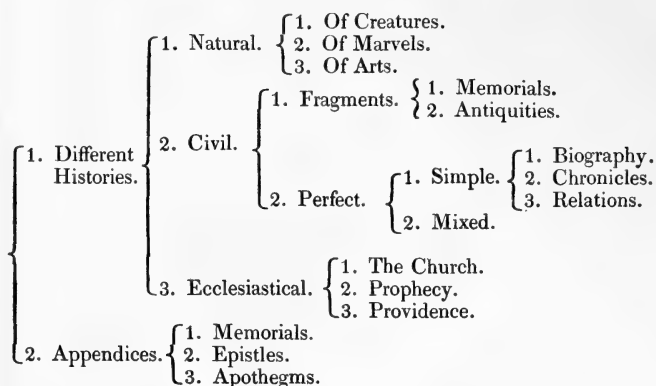 1. Of Creatures.
1. Natural. 2. Of Marvels.
3. Of Arts.
1. Fragments. 1. Memorials.
2. Antiquities.
2. Civil.
1. Different
Histories.
1. Simple. 1. Biography.
2. Chronicles.
3. Relations.
2. Perfect.
2. Mixed.
3. Ecclesiastical. 1. The Church.
2. Prophecy.
3. Providence.
2. Appendices. 1. Memorials.
2. Epistles.
3. Apothegms.